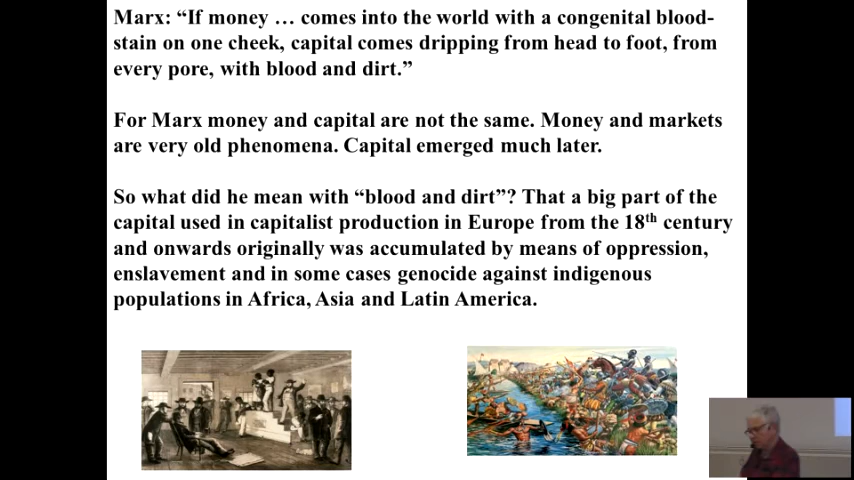 Marx: “If money … comes into the world with a congenital blood-
stain on one cheek, capital comes dripping from head to foot, from
every pore, with blood and dirt.”
For Marx money and capital are not the same. Money and markets
are very old phenomena. Capital emerged much later.
So what did he mean with “blood and dirt”? That a big part of the
capital used in capitalist production in Europe from the 18th century
and onwards originally was accumulated by means of oppression,
enslavement and in some cases genocide against indigenous
populations in Africa, Asia and Latin America.